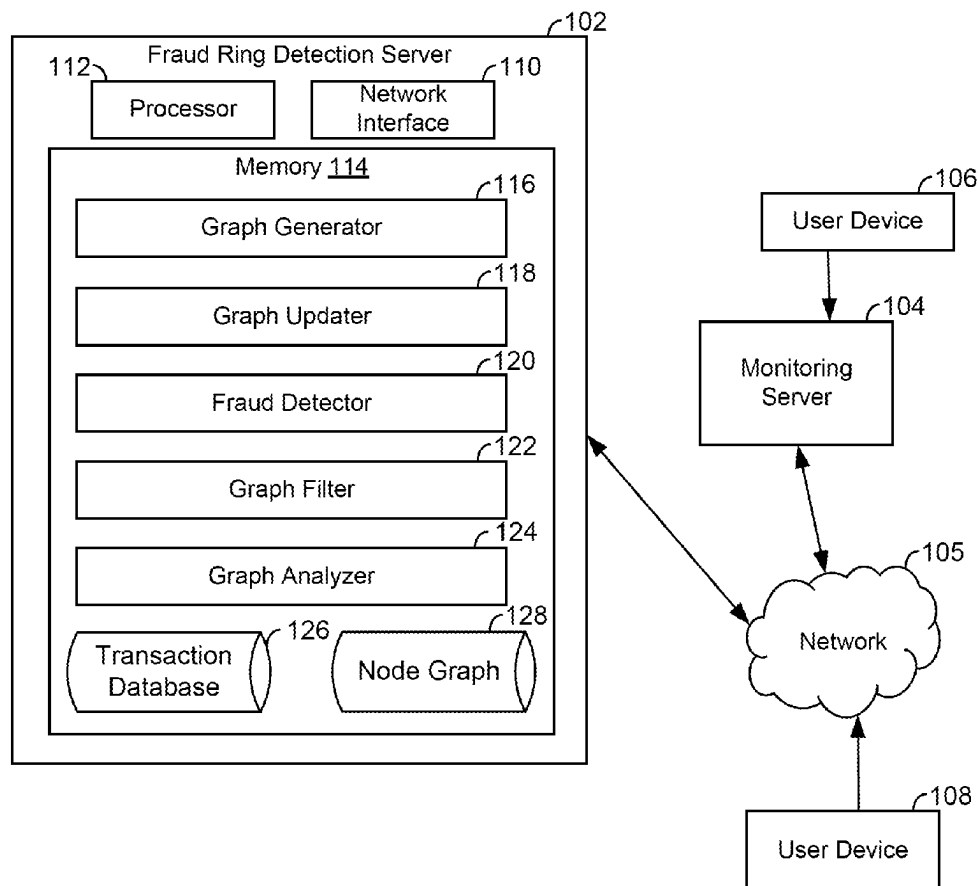 102
Fraud Ring Detection Server
112
110
Processor
Network
Interface
Memory 114
116
Graph Generator
118
Graph Updater
120
Fraud Detector
122
Graph Filter
124
Graph Analyzer
126
Transaction
Database
128
Node Graph
106
User Device
104
Monitoring
Server
105
Network
108
User Device